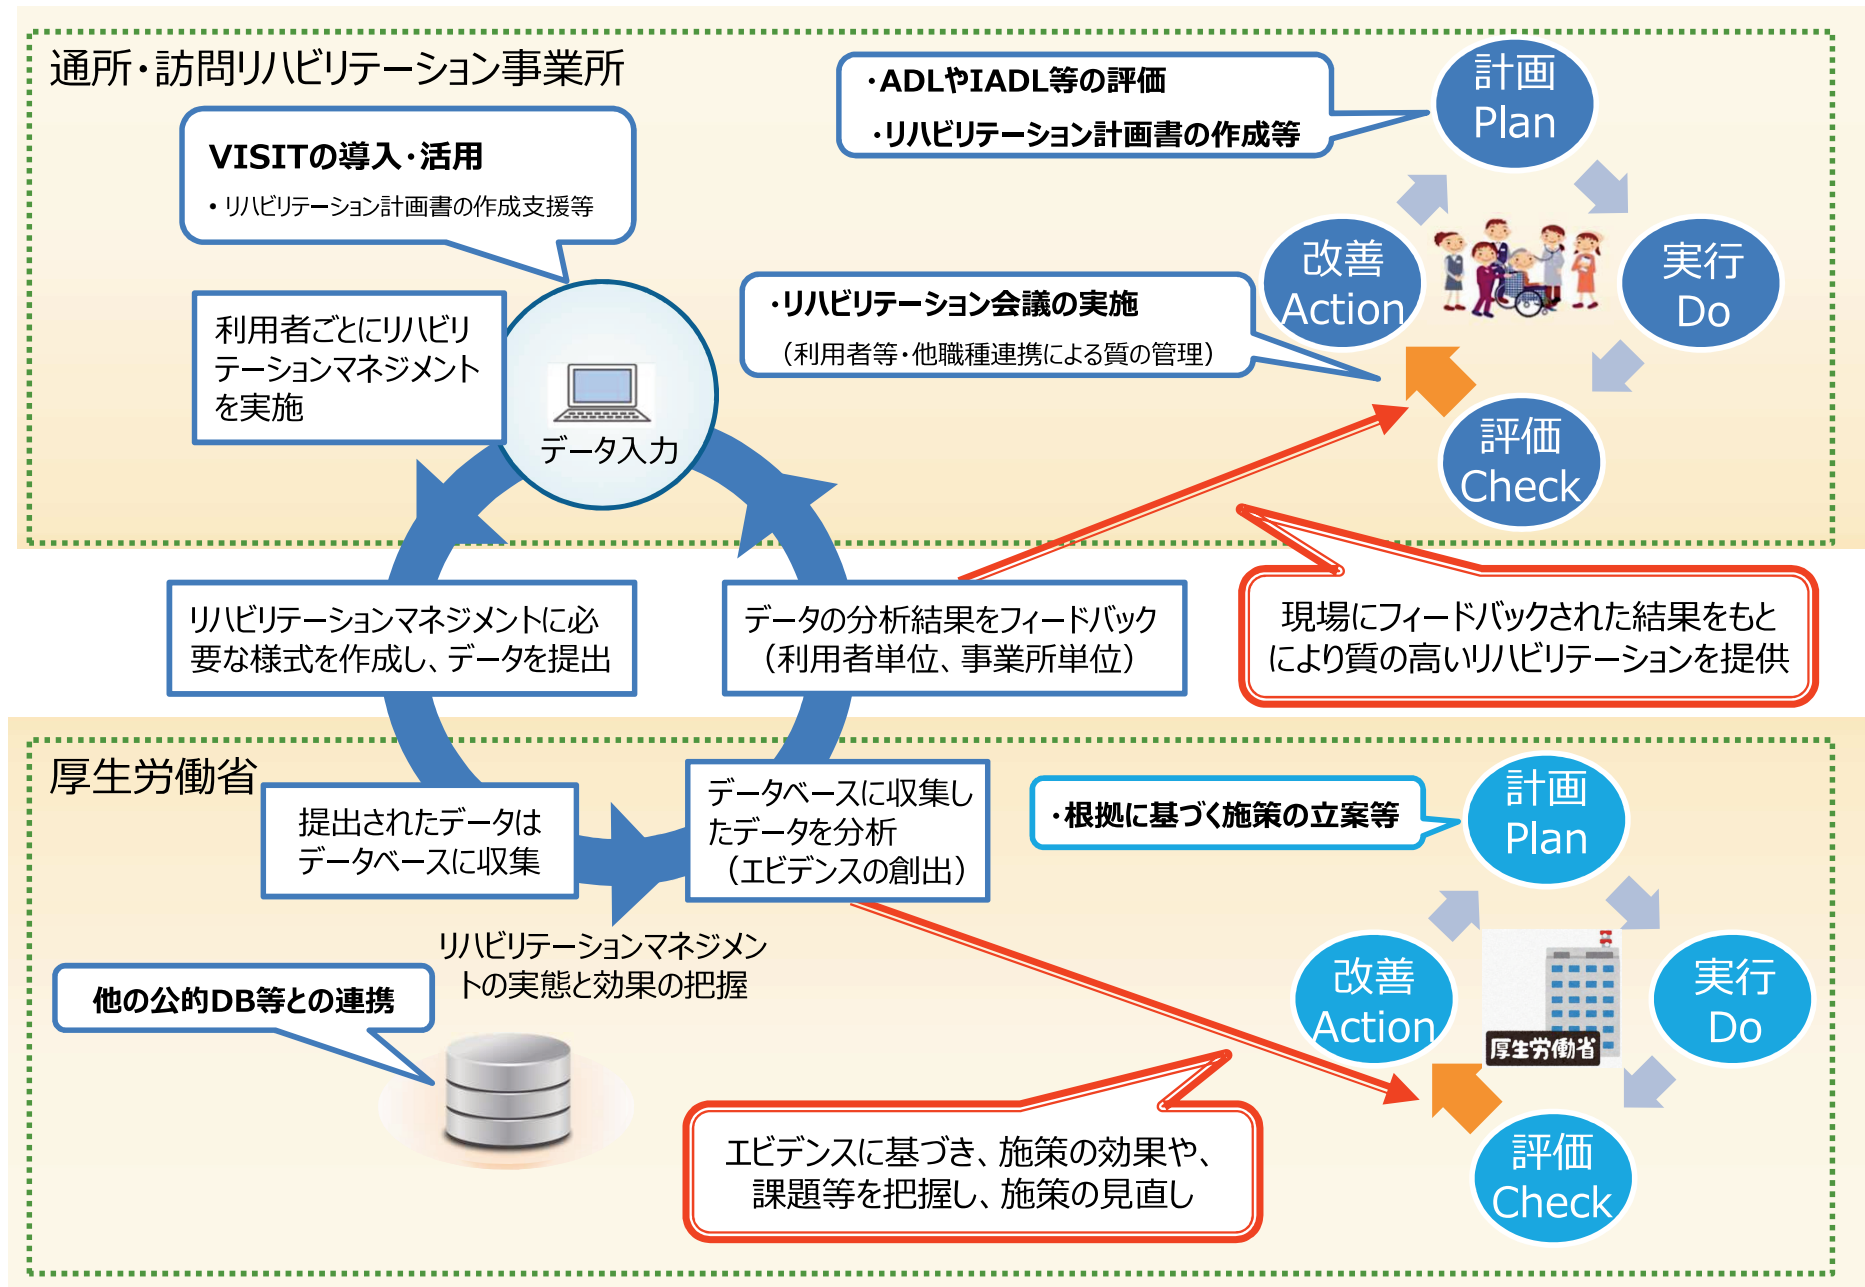 通所・訪問リハビリテーション事業所
VISITの導入・活用
・リハビリテーション計画書の作成支援等
・ADLやIADL等の評価
・リハビリテーション計画書の作成等
計画
Plan
実行
Do
評価
Check
改善
Action
・リハビリテーション会議の実施
（利用者等・他職種連携による質の管理）
利用者ごとにリハビリ
テーションマネジメント
を実施
データ入力
リハビリテーションマネジメントに必
要な様式を作成し、データを提出
データの分析結果をフィードバック
（利用者単位、事業所単位）
現場にフィードバックされた結果をもと
により質の高いリハビリテーションを提供
厚生労働省
提出されたデータは
データベースに収集
データベースに収集し
たデータを分析
（エビデンスの創出）
リハビリテーションマネジメン
トの実態と効果の把握
他の公的DB等との連携
・根拠に基づく施策の立案等
計画
Plan
実行
Do
評価
Check
改善
Action
厚生労働省
エビデンスに基づき、施策の効果や、
課題等を把握し、施策の見直し